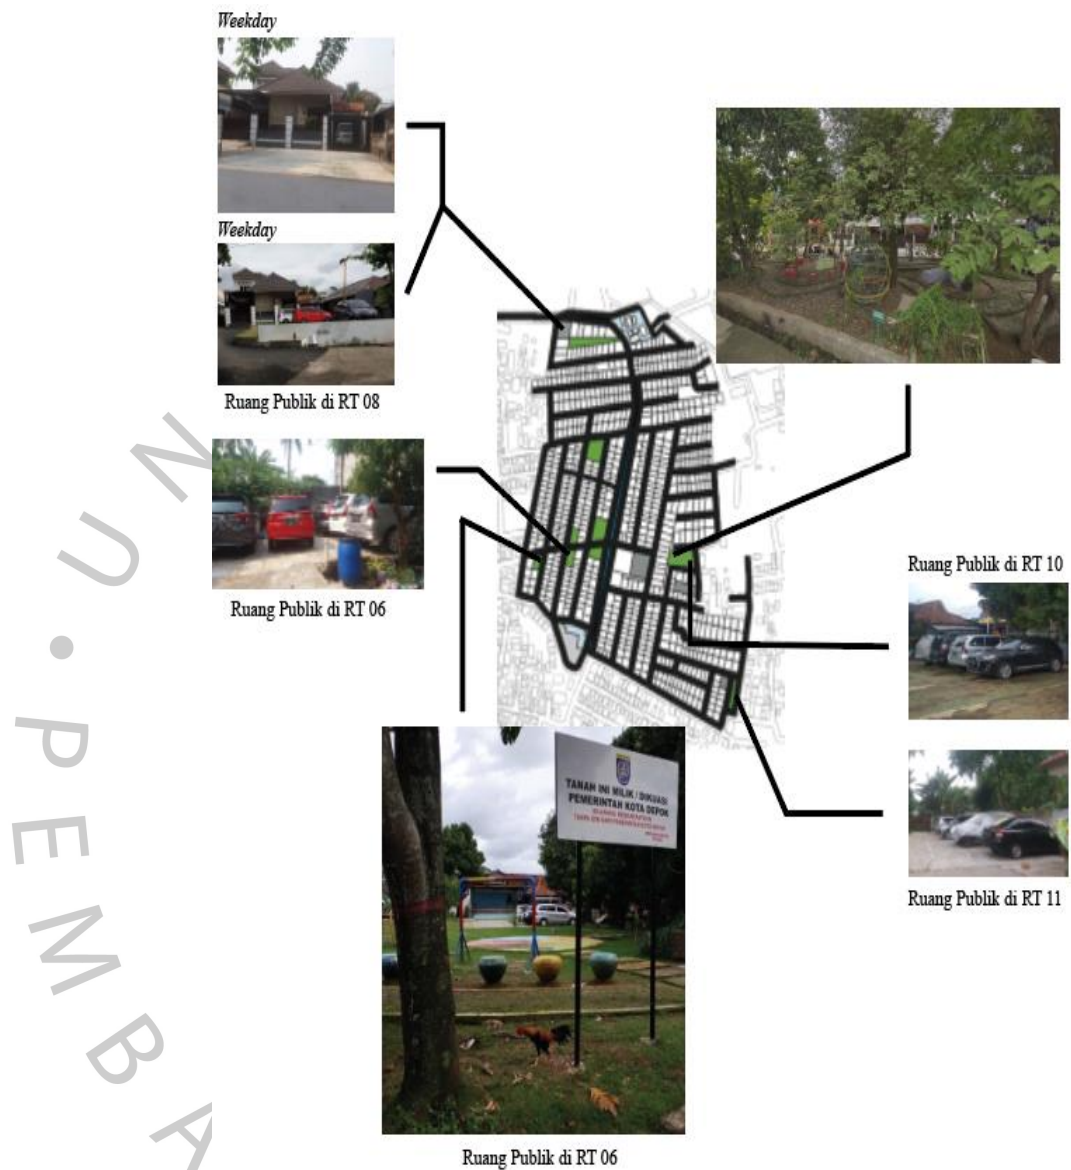 Weekday
Weekday
Ruang Publik di RT 08
Ruang Publik di RT 06
Ruang Publik di RT 10
Ruang Publik di RT 11
TANAH INI MILIK / DIKUASI
PEMERINTAH KOTA DEPOK
Ruang Publik di RT 06
N U • P E M B A